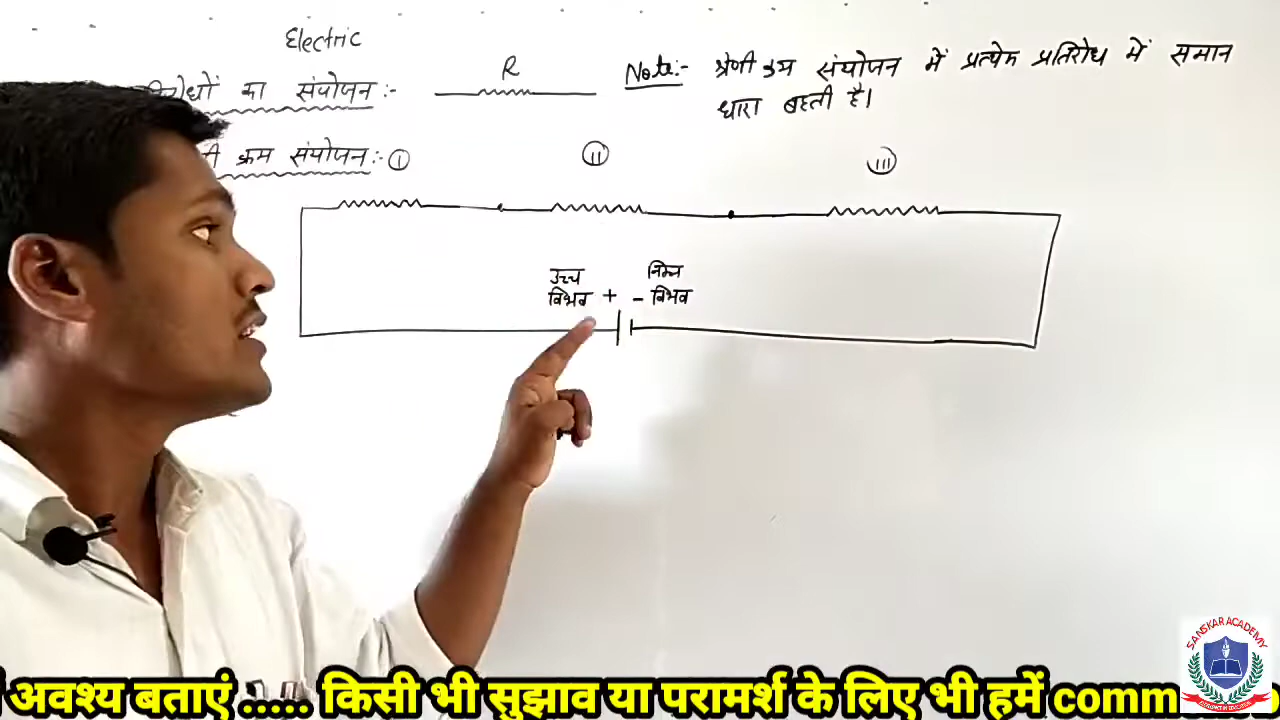 Electric
का संयोजन :-
R
Note:- श्रेणी क्रम संयोजन में प्रत्येक प्रतिरोध में समान
धारा बहती है।
क्रम संयोजन :- I
II
III
उच्च
विभव +
निम्न
- विभव
SANSKAR ACADEMY
अवश्य बताएं ..... किसी भी सुझाव या परामर्श के लिए भी हमें comm